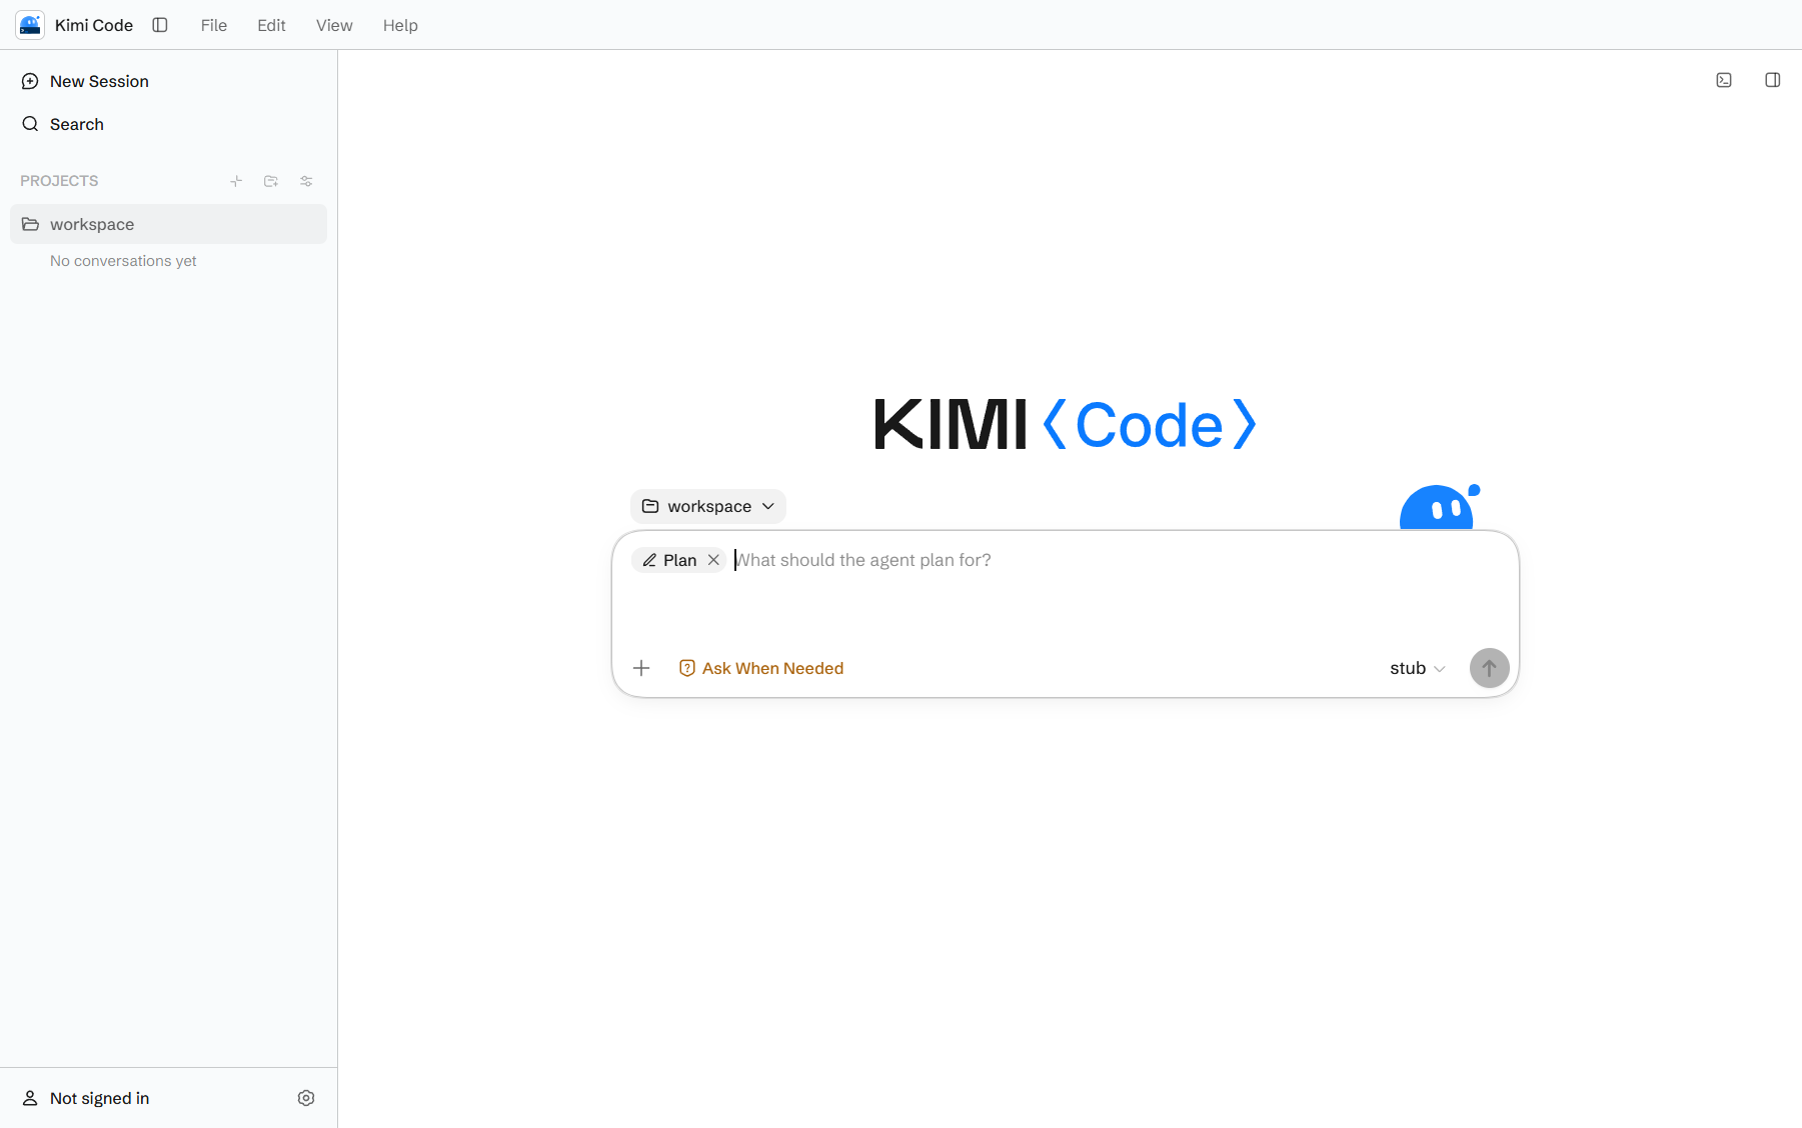 Kimi Code File Edit View Help
New Session
Search
PROJECTS
workspace
No conversations yet
KIMI Code
workspace
Plan What should the agent plan for?
Ask When Needed stub
Not signed in